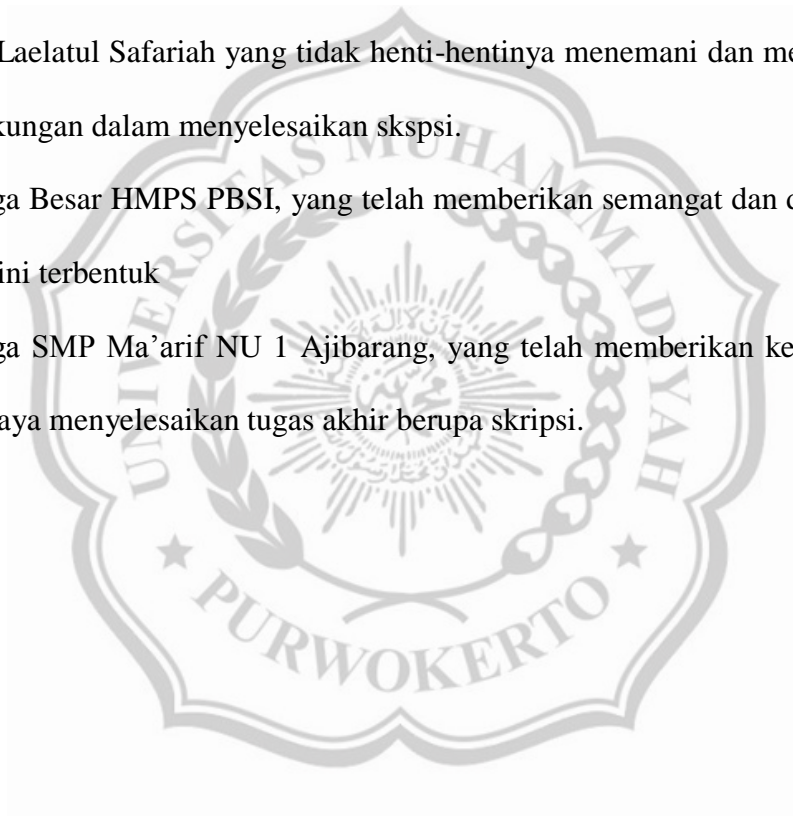 Laelatul Safariah yang tidak henti-hentinya menemani dan me
kungan dalam menyelesaikan skspsi.
ga Besar HMPS PBSI, yang telah memberikan semangat dan d
ini terbentuk
ga SMP Ma’arif NU 1 Ajibarang, yang telah memberikan ke
aya menyelesaikan tugas akhir berupa skripsi.
UNIVERSITAS MUHAMMADIYAH
PURWOKERTO